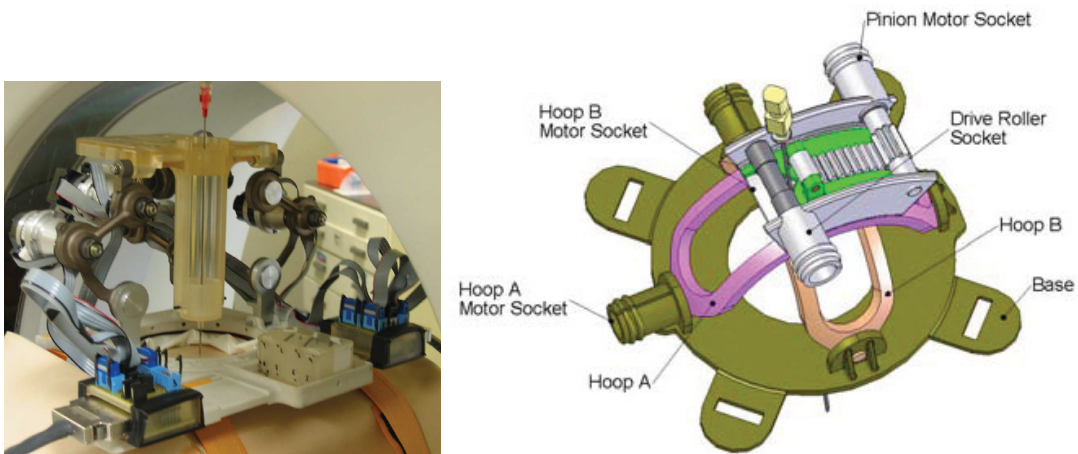 Pinion Motor Socket
Hoop B
Motor Socket
Drive Roller
Socket
Hoop B
Base
Hoop A
Motor Socket
Hoop A